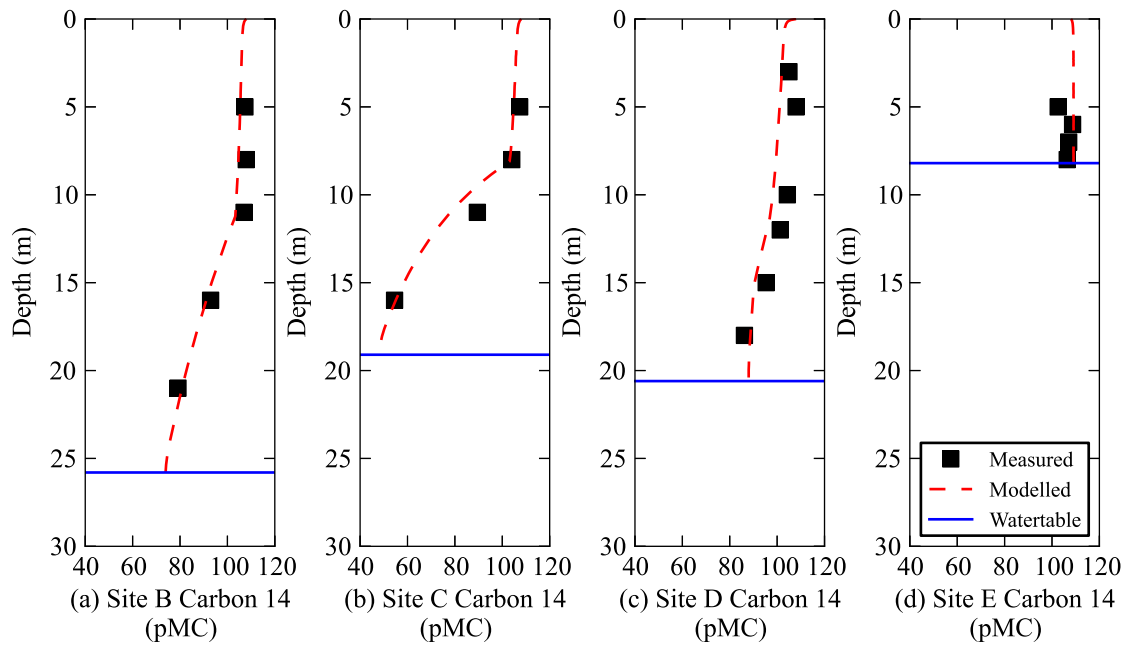 0
5
10
15
20
25
30
40 60 80 100 120
Depth (m)
(a) Site B Carbon 14
(pMC)
0
5
10
15
20
25
30
40 60 80 100 120
Depth (m)
(b) Site C Carbon 14
(pMC)
0
5
10
15
20
25
30
40 60 80 100 120
Depth (m)
(c) Site D Carbon 14
(pMC)
0
5
10
15
20
25
30
40 60 80 100 120
Depth (m)
(d) Site E Carbon 14
(pMC)
Measured
Modelled
Watertable